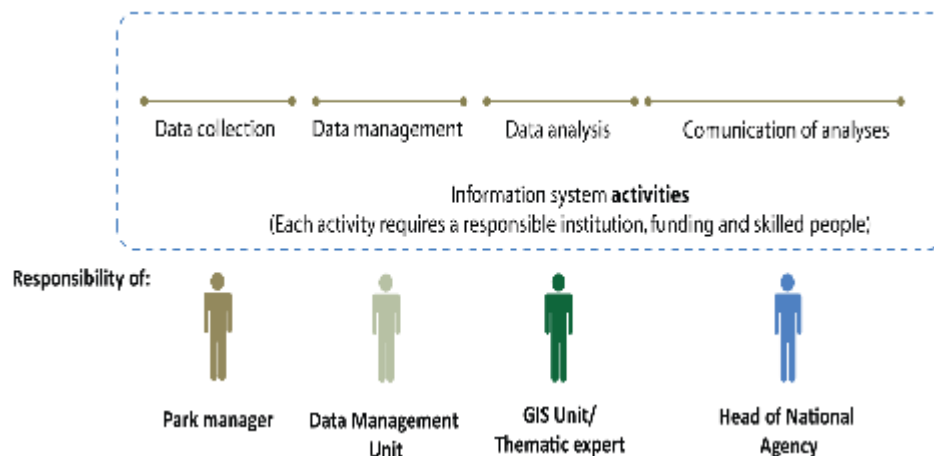 Data collection
Data management
Data analysis
Comunication of analyses
Information system activities
(Each activity requires a responsible institution, funding and skilled people)
Responsibility of:
Park manager
Data Management
Unit
GIS Unit/
Thematic expert
Head of National
Agency